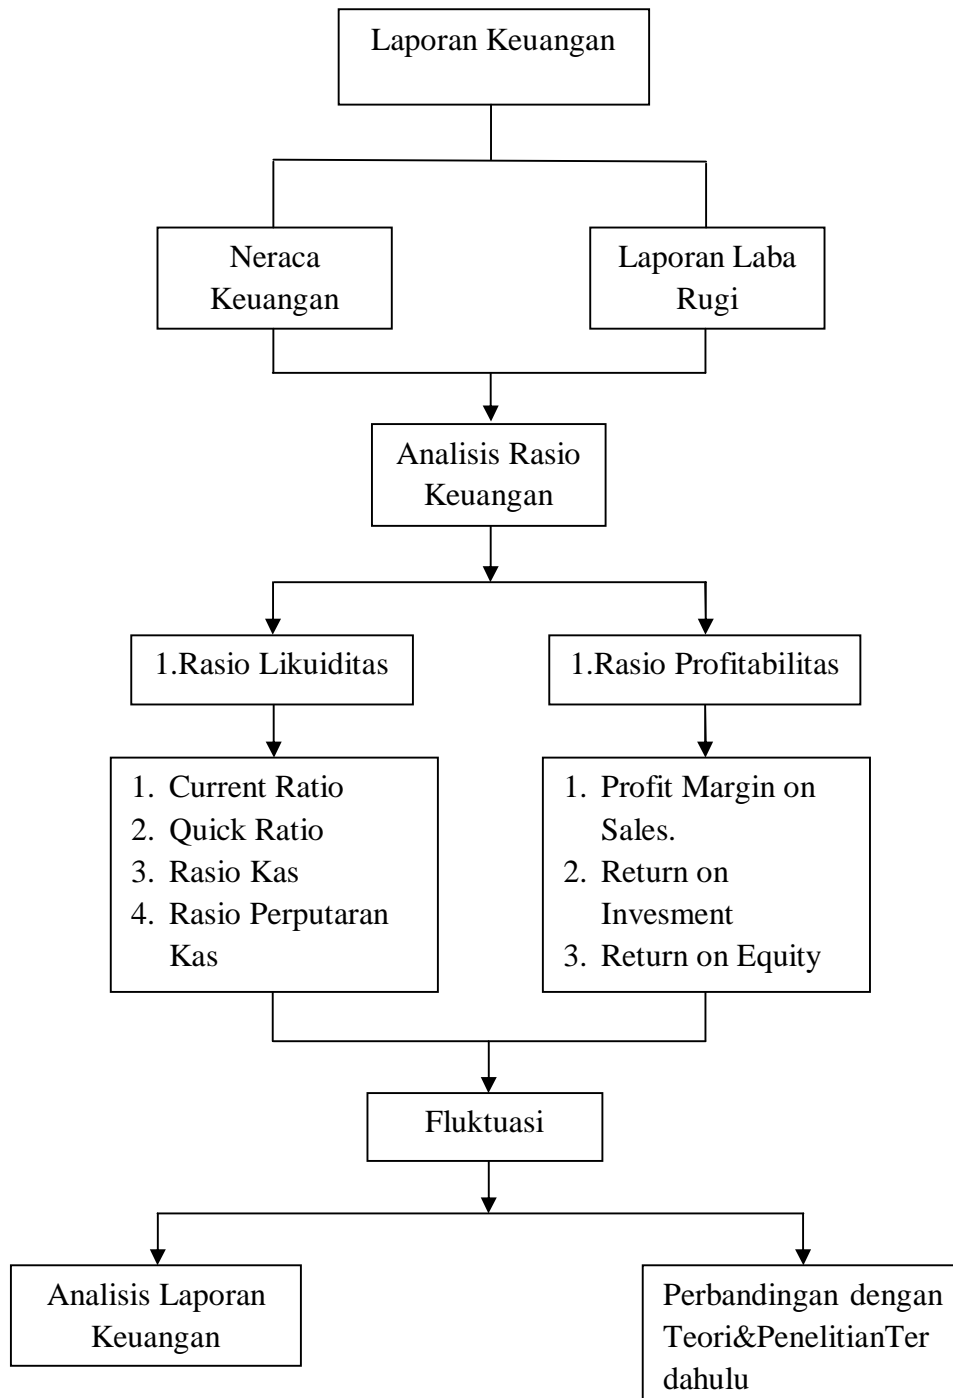 Laporan Keuangan
Neraca
Keuangan
Laporan Laba
Rugi
Analisis Rasio
Keuangan
1.Rasio Likuiditas
1.Rasio Profitabilitas
1. Current Ratio
2. Quick Ratio
3. Rasio Kas
4. Rasio Perputaran
Kas
1. Profit Margin on
Sales.
2. Return on
Invesment
3. Return on Equity
Fluktuasi
Analisis Laporan
Keuangan
Perbandingan dengan
Teori&PenelitianTer
dahulu